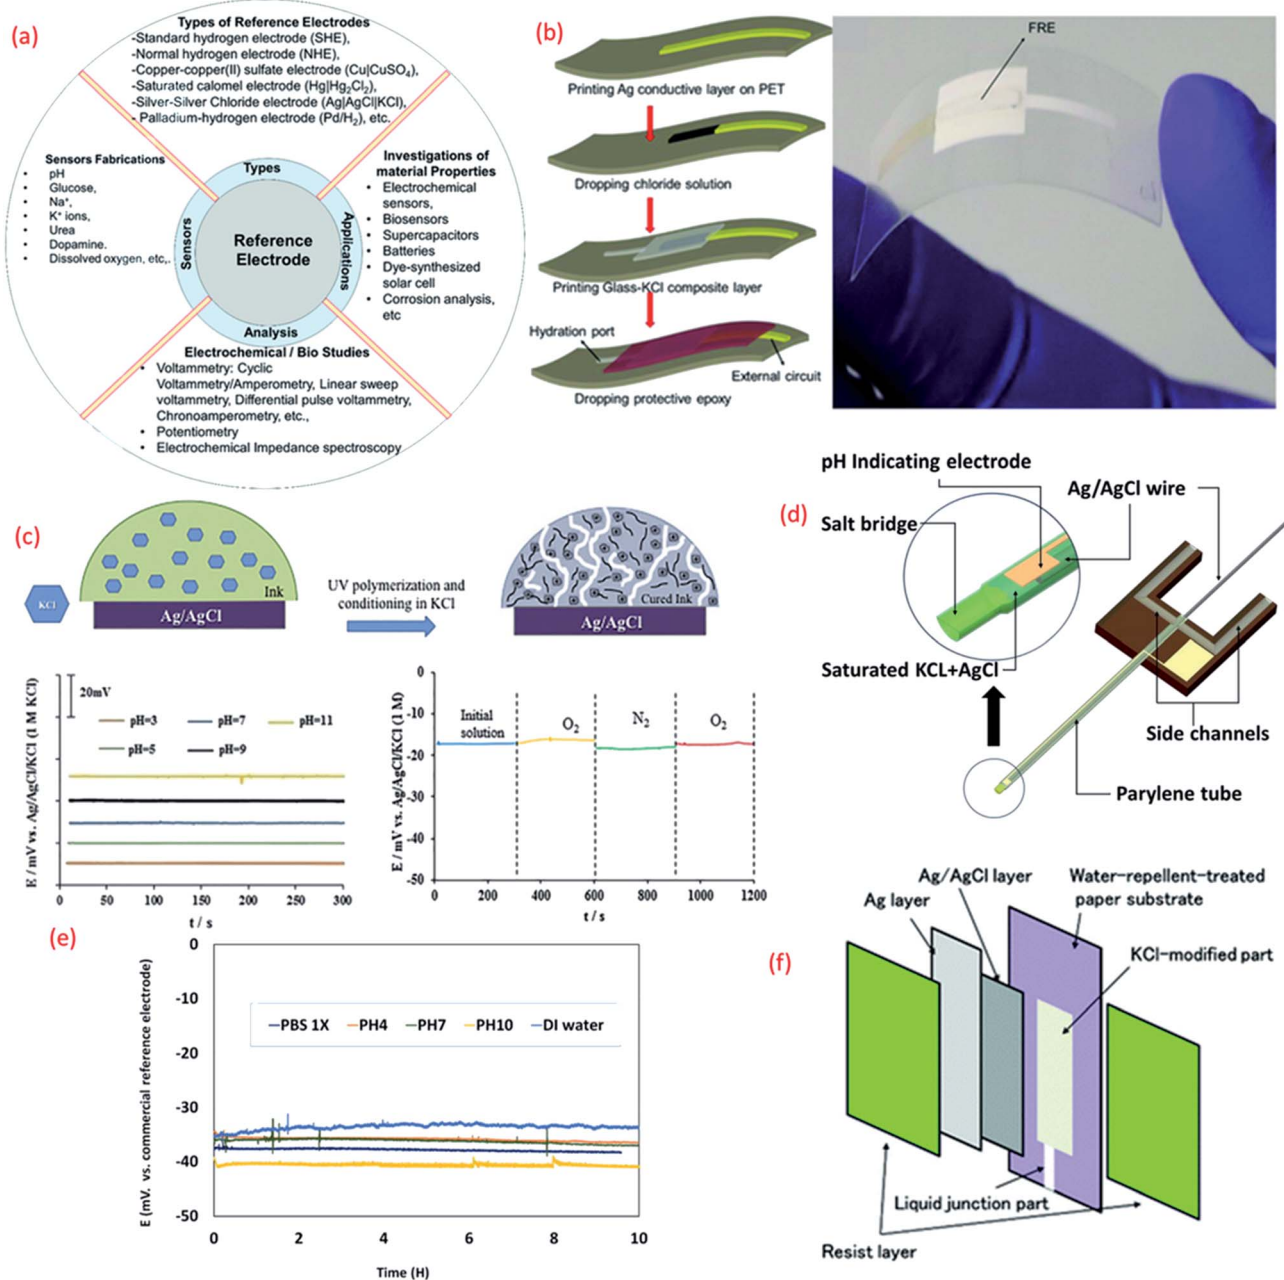 (a)
Types of Reference Electrodes
-Standard hydrogen electrode (SHE),
-Normal hydrogen electrode (NHE),
-Copper-copper(II) sulfate electrode (Cu|CuSO₄),
-Saturated calomel electrode (Hg|Hg₂Cl₂),
-Silver-Silver Chloride electrode (Ag|AgCl|KCl),
- Palladium-hydrogen electrode (Pd/H₂), etc.
Sensors Fabrications
• pH
• Glucose,
• Na⁺,
• K⁺ ions,
• Urea
• Dopamine.
• Dissolved oxygen, etc,.
Types
Sensors
Reference
Electrode
Applications
Analysis
Investigations of
material Properties
• Electrochemical
sensors,
• Biosensors
• Supercapacitors
• Batteries
• Dye-synthesized
solar cell
• Corrosion analysis,
etc
Electrochemical / Bio Studies
• Voltammetry: Cyclic
Voltammetry/Amperometry, Linear sweep
voltammetry, Differential pulse voltammetry,
Chronoamperometry, etc.,
• Potentiometry
• Electrochemical Impedance spectroscopy
(b)
Printing Ag conductive layer on PET
Dropping chloride solution
Printing Glass-KCl composite layer
Hydration port
External circuit
Dropping protective epoxy
FRE
(c)
KCl
Ink
Ag/AgCl
UV polymerization and
conditioning in KCl
Cured Ink
Ag/AgCl
E / mV vs. Ag/AgCl/KCl (1 M KCl)
20mV
pH=3 pH=7 pH=11
pH=5 pH=9
0 50 100 150 200 250 300
t / s
E / mV vs. Ag/AgCl/KCl (1 M)
0
-10
-20
-30
-40
-50
Initial
solution
O₂
N₂
O₂
0 200 400 600 800 1000 1200
t / s
(d)
pH Indicating electrode
Ag/AgCl wire
Salt bridge
Saturated KCL+AgCl
Side channels
Parylene tube
(e)
E (mV. vs. commercial reference electrode)
0
-10
-20
-30
-40
-50
PBS 1X PH4 PH7 PH10 DI water
0 2 4 6 8 10
Time (H)
(f)
Ag/AgCl layer
Ag layer
Water-repellent-treated
paper substrate
KCl-modified part
Liquid junction part
Resist layer